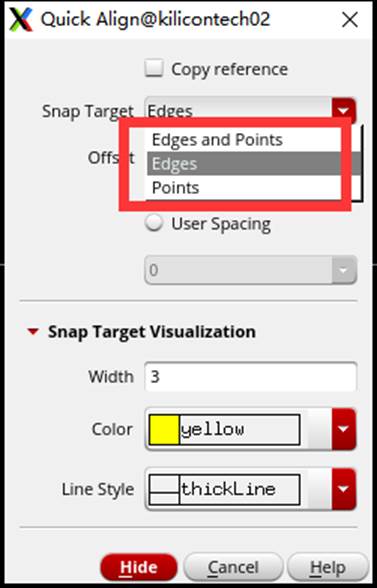 Quick Align@kilicontech02
Copy reference
Snap Target Edges
Edges and Points
Offset
Edges
Points
User Spacing
0
Snap Target Visualization
Width 3
Color yellow
Line Style thickLine
Hide Cancel Help